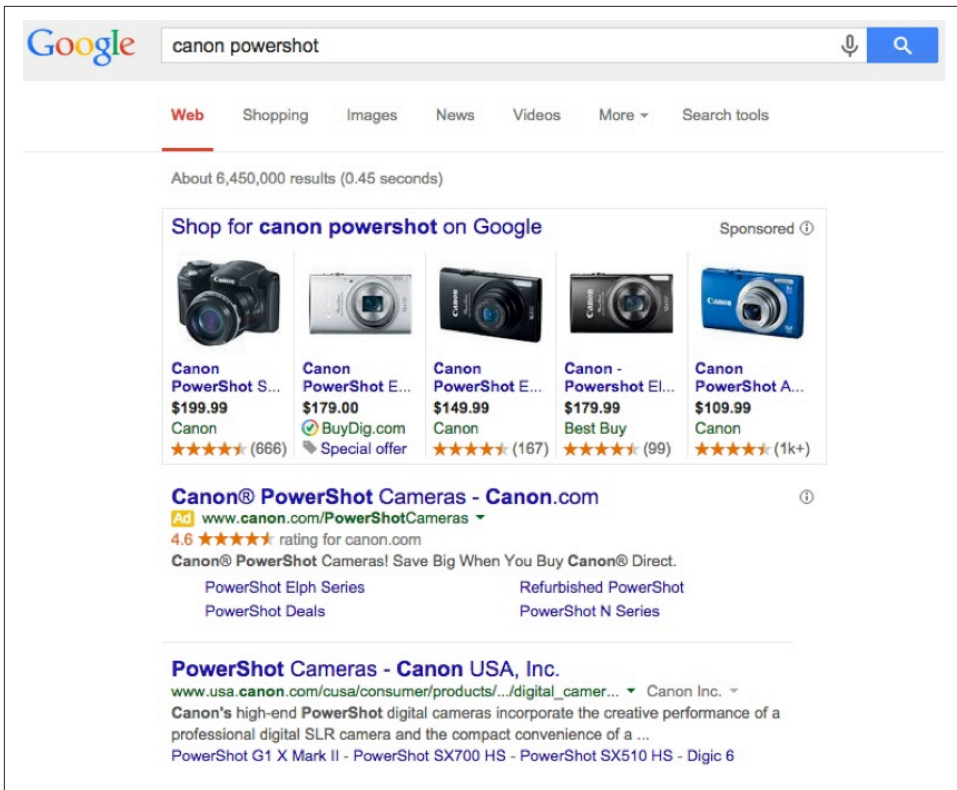 Google
canon powershot
Web Shopping Images News Videos More Search tools
About 6,450,000 results (0.45 seconds)
Shop for canon powershot on Google
Sponsored
Canon PowerShot S...
$199.99
Canon
(666)
Canon PowerShot E...
$179.00
BuyDig.com
Special offer
Canon PowerShot E...
$149.99
Canon
(167)
Canon - Powershot El...
$179.99
Best Buy
(99)
Canon PowerShot A...
$109.99
Canon
(1k+)
Canon® PowerShot Cameras - Canon.com
Ad www.canon.com/PowerShotCameras
4.6 rating for canon.com
Canon® PowerShot Cameras! Save Big When You Buy Canon® Direct.
PowerShot Elph Series Refurbished PowerShot
PowerShot Deals PowerShot N Series
PowerShot Cameras - Canon USA, Inc.
www.usa.canon.com/cusa/consumer/products/.../digital_camer... Canon Inc.
Canon's high-end PowerShot digital cameras incorporate the creative performance of a
professional digital SLR camera and the compact convenience of a ...
PowerShot G1 X Mark II - PowerShot SX700 HS - PowerShot SX510 HS - Digic 6